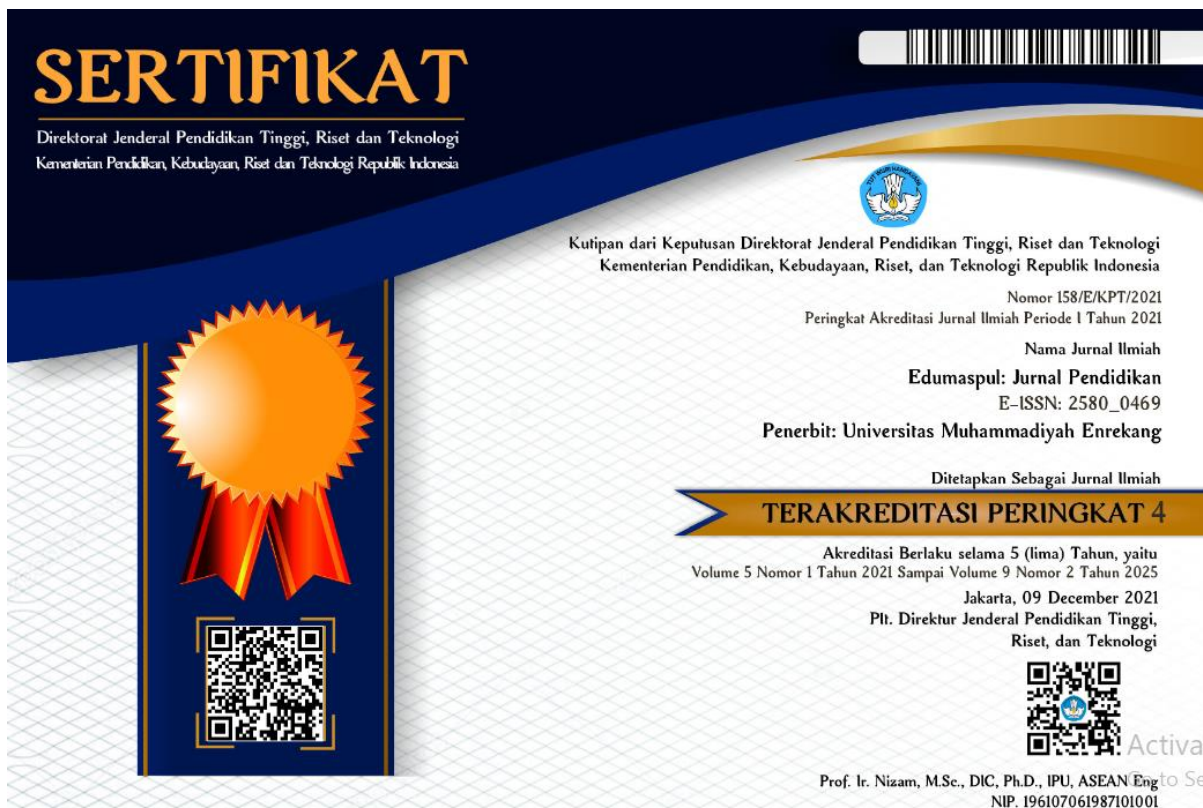 SERTIFIKAT
Direktorat Jenderal Pendidikan Tinggi, Riset dan Teknologi
Kementerian Pendidikan, Kebudayaan, Riset dan Teknologi Republik Indonesia
TUT WURI HANDAYANI
Kutipan dari Keputusan Direktorat Jenderal Pendidikan Tinggi, Riset dan Teknologi
Kementerian Pendidikan, Kebudayaan, Riset, dan Teknologi Republik Indonesia
Nomor 158/E/KPT/2021
Peringkat Akreditasi Jurnal Ilmiah Periode I Tahun 2021
Nama Jurnal Ilmiah
Edumaspul: Jurnal Pendidikan
E-ISSN: 2580_0469
Penerbit: Universitas Muhammadiyah Enrekang
Ditetapkan Sebagai Jurnal Ilmiah
TERAKREDITASI PERINGKAT 4
Akreditasi Berlaku selama 5 (lima) Tahun, yaitu
Volume 5 Nomor 1 Tahun 2021 Sampai Volume 9 Nomor 2 Tahun 2025
Jakarta, 09 December 2021
Plt. Direktur Jenderal Pendidikan Tinggi,
Riset, dan Teknologi
Activa
Prof. Ir. Nizam, M.Sc., DIC, Ph.D., IPU, ASEAN Eng
to Se
NIP. 196107061987101001